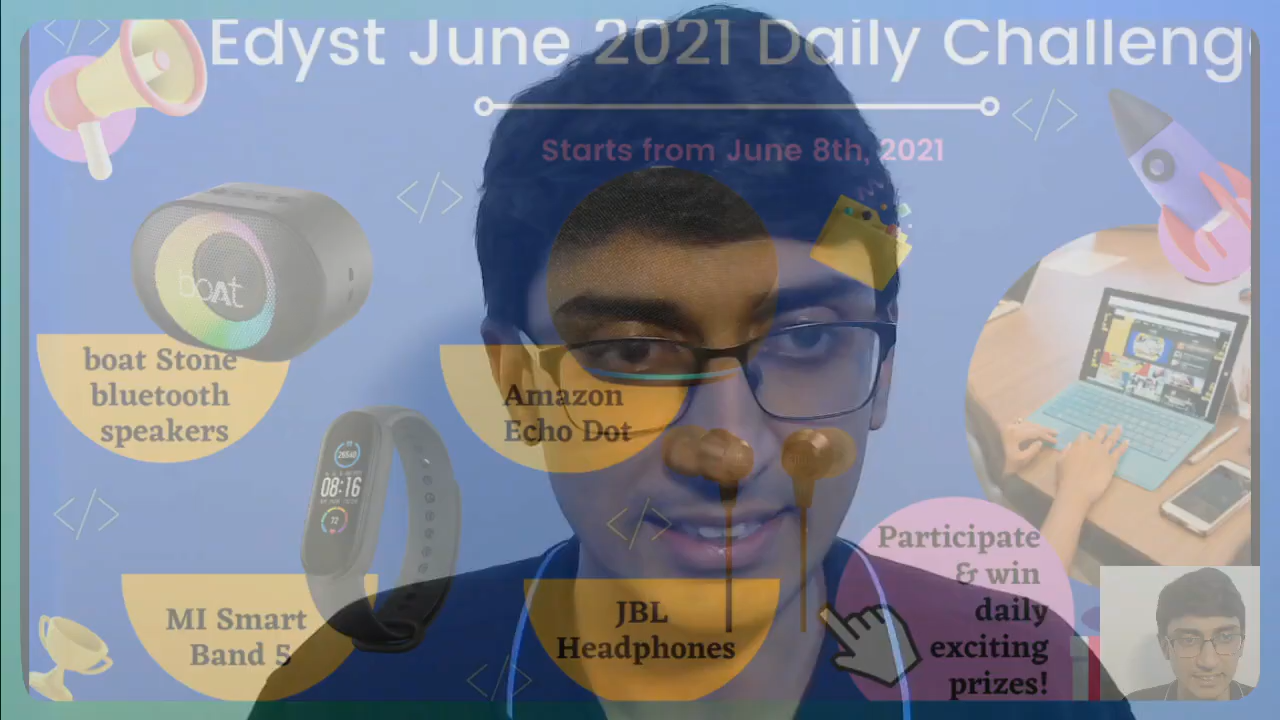 Edyst June 2021 Daily Challeng
Starts from June 8th, 2021
boAt
boat Stone
bluetooth
speakers
Amazon
Echo Dot
08:16
72
MI Smart
Band 5
JBL
Headphones
Participate
& win
daily
exciting
prizes!